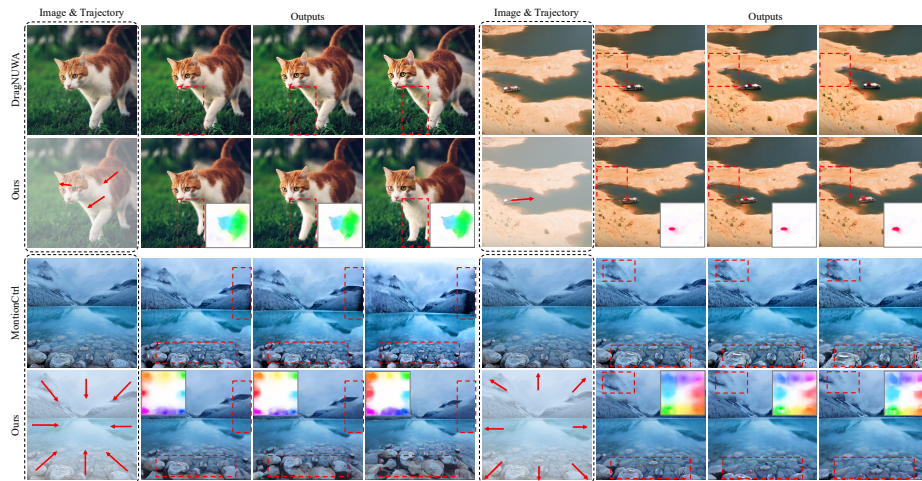 Image & Trajectory
Outputs
Image & Trajectory
Outputs
DragNUWA
Ours
MontionCtrl
Ours